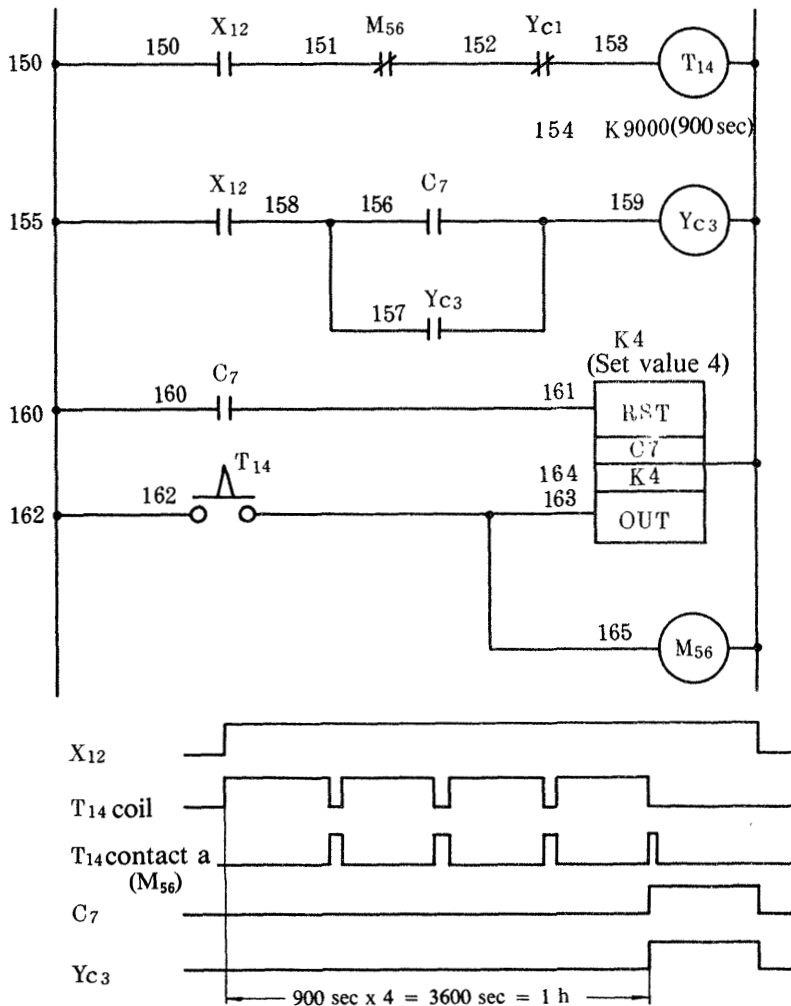 X12 M56 Yc1
150 150 151 152 153 T14
154 K9000(900 sec)
X12 C7
155 158 156 159 Yc3
157 Yc3
K4
(Set value 4)
C7
160 160 161 RST
C7
T14 164 K4
162 162 163 OUT
165 M56
X12
T14 coil
T14 contact a
(M56)
C7
Yc3
900 sec x 4 = 3600 sec = 1 h